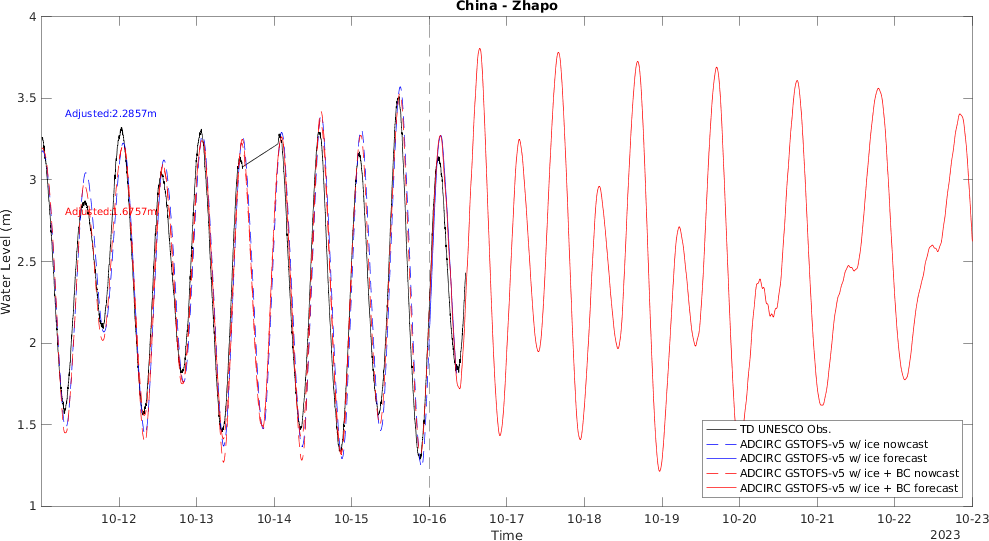 China - Zhapo
4
3.5
3
2.5
2
1.5
1
Water Level (m)
Adjusted:2.2857m
Adjusted:1.6757m
TD UNESCO Obs.
ADCIRC GSTOFS-v5 w/ ice nowcast
ADCIRC GSTOFS-v5 w/ ice forecast
ADCIRC GSTOFS-v5 w/ ice + BC nowcast
ADCIRC GSTOFS-v5 w/ ice + BC forecast
10-12 10-13 10-14 10-15 10-16 10-17 10-18 10-19 10-20 10-21 10-22 10-23
Time
2023